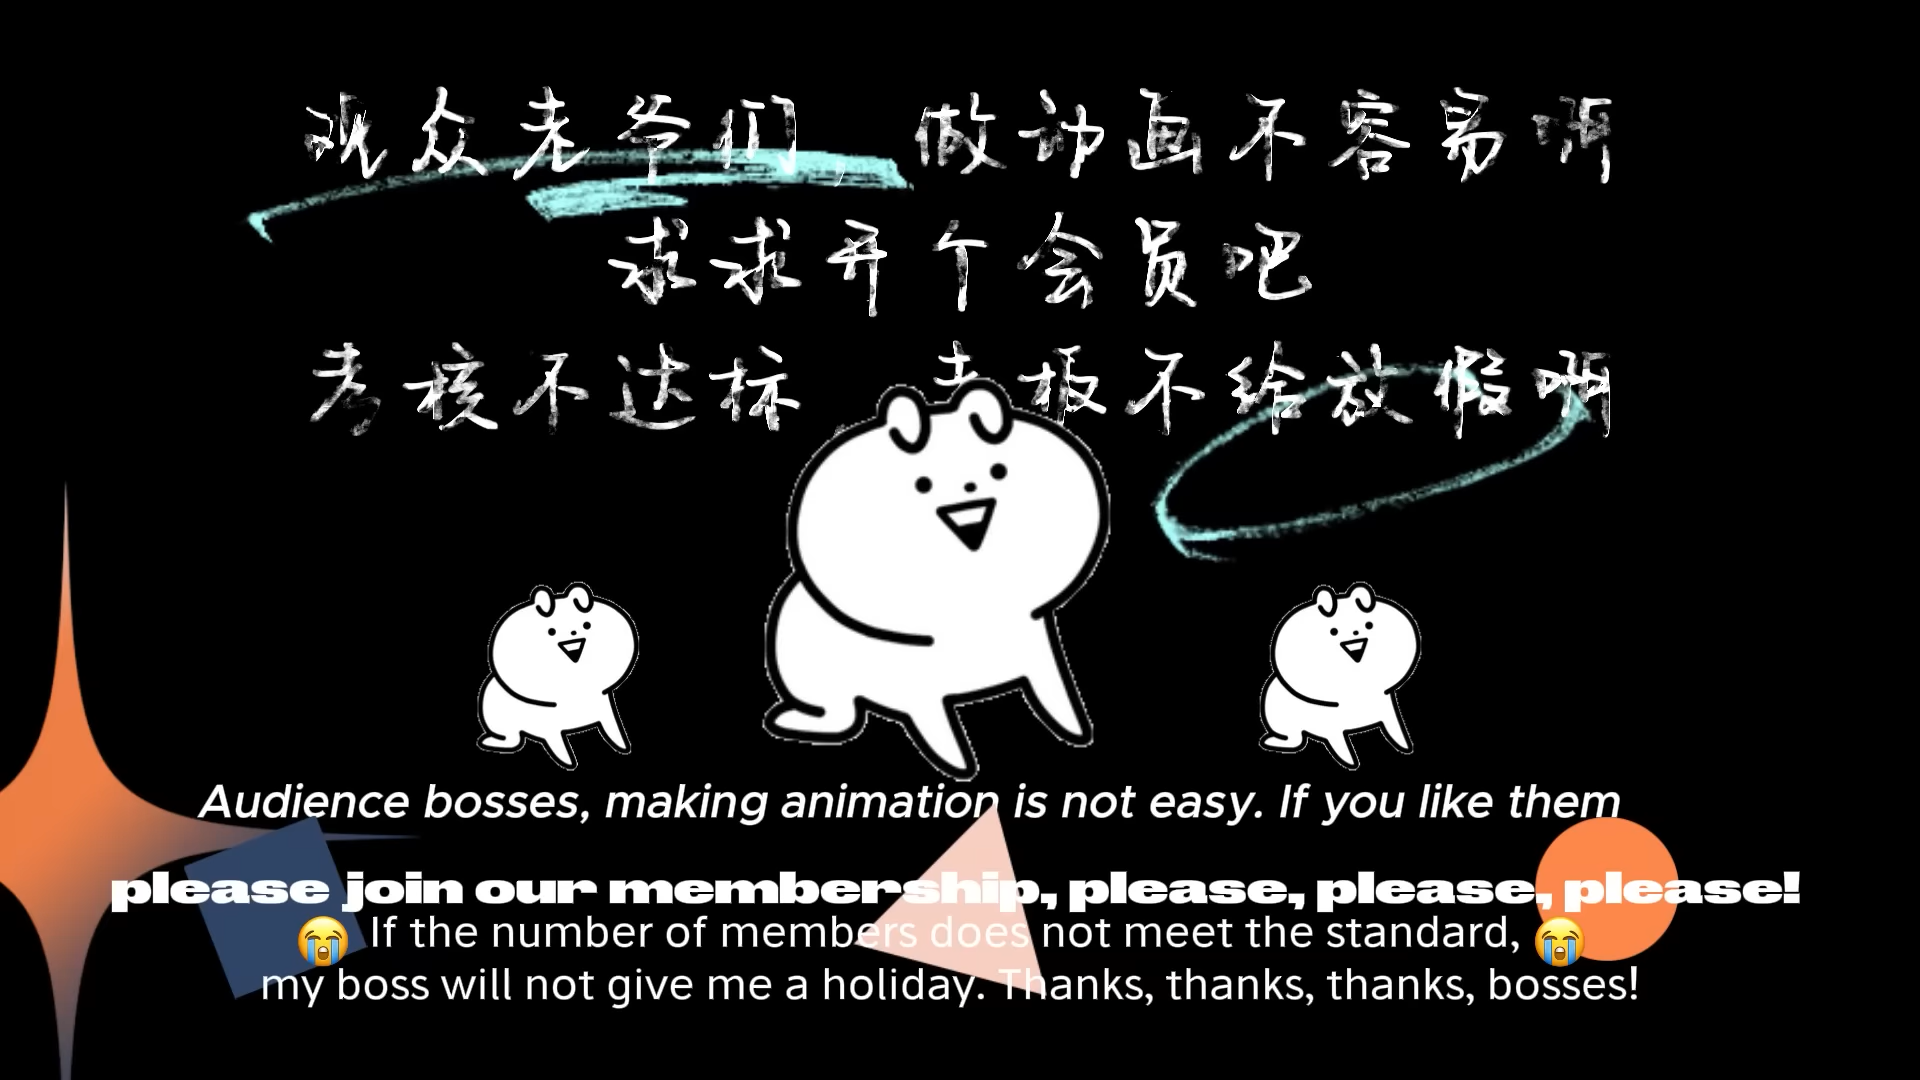 观众老爷们,做动画不容易啊
求求开个会员吧
考核不达标,老板不给放假啊
Audience bosses, making animation is not easy. If you like them
please join our membership, please, please, please!
😭 If the number of members does not meet the standard, 😭
my boss will not give me a holiday. Thanks, thanks, thanks, bosses!